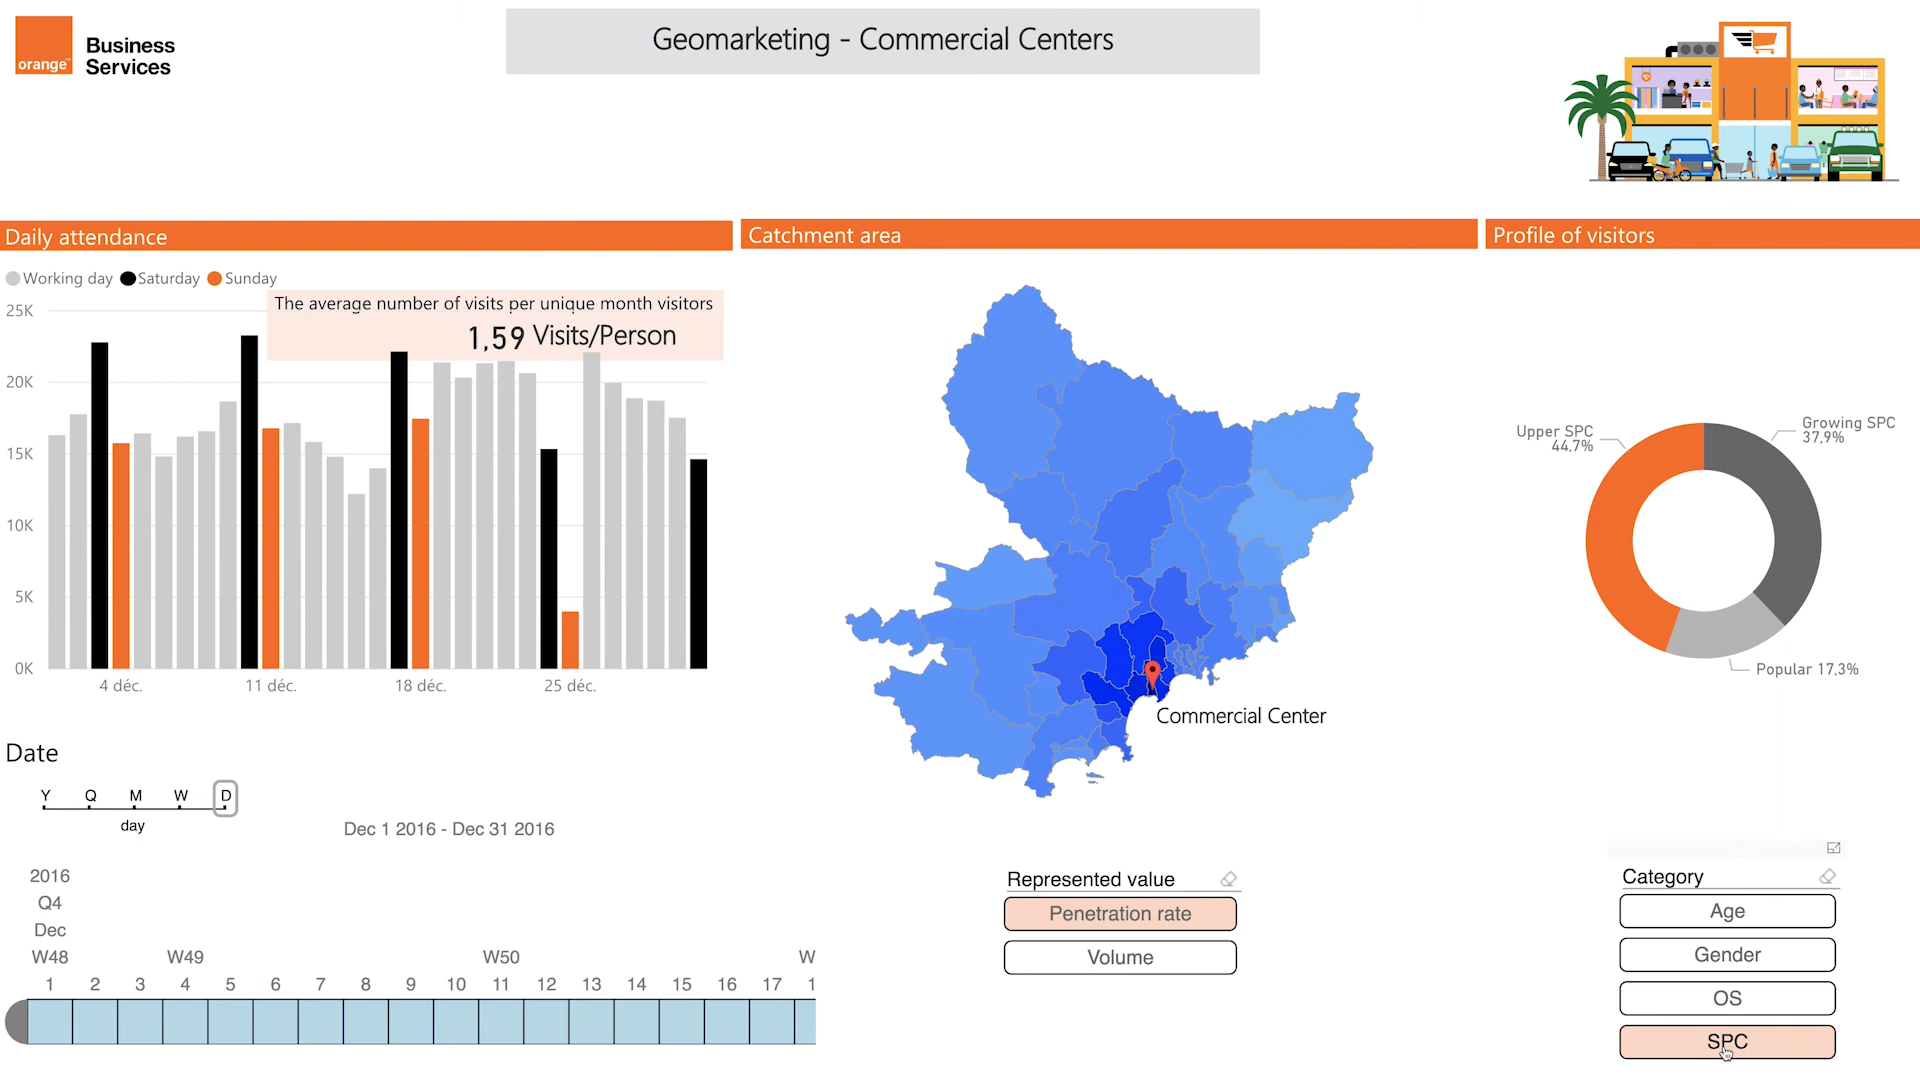 orange
Business
Services
Geomarketing - Commercial Centers
Daily attendance
Catchment area
Profile of visitors
Working day Saturday Sunday
The average number of visits per unique month visitors
1,59 Visits/Person
25K
20K
15K
10K
5K
0K
4 déc. 11 déc. 18 déc. 25 déc.
Commercial Center
Upper SPC
44,7%
Growing SPC
37,9%
Popular 17,3%
Date
Y Q M W D
day
Dec 1 2016 - Dec 31 2016
2016
Q4
Dec
W48 W49 W50 W
1 2 3 4 5 6 7 8 9 10 11 12 13 14 15 16 17 1
Represented value
Penetration rate
Volume
Category
Age
Gender
OS
SPC